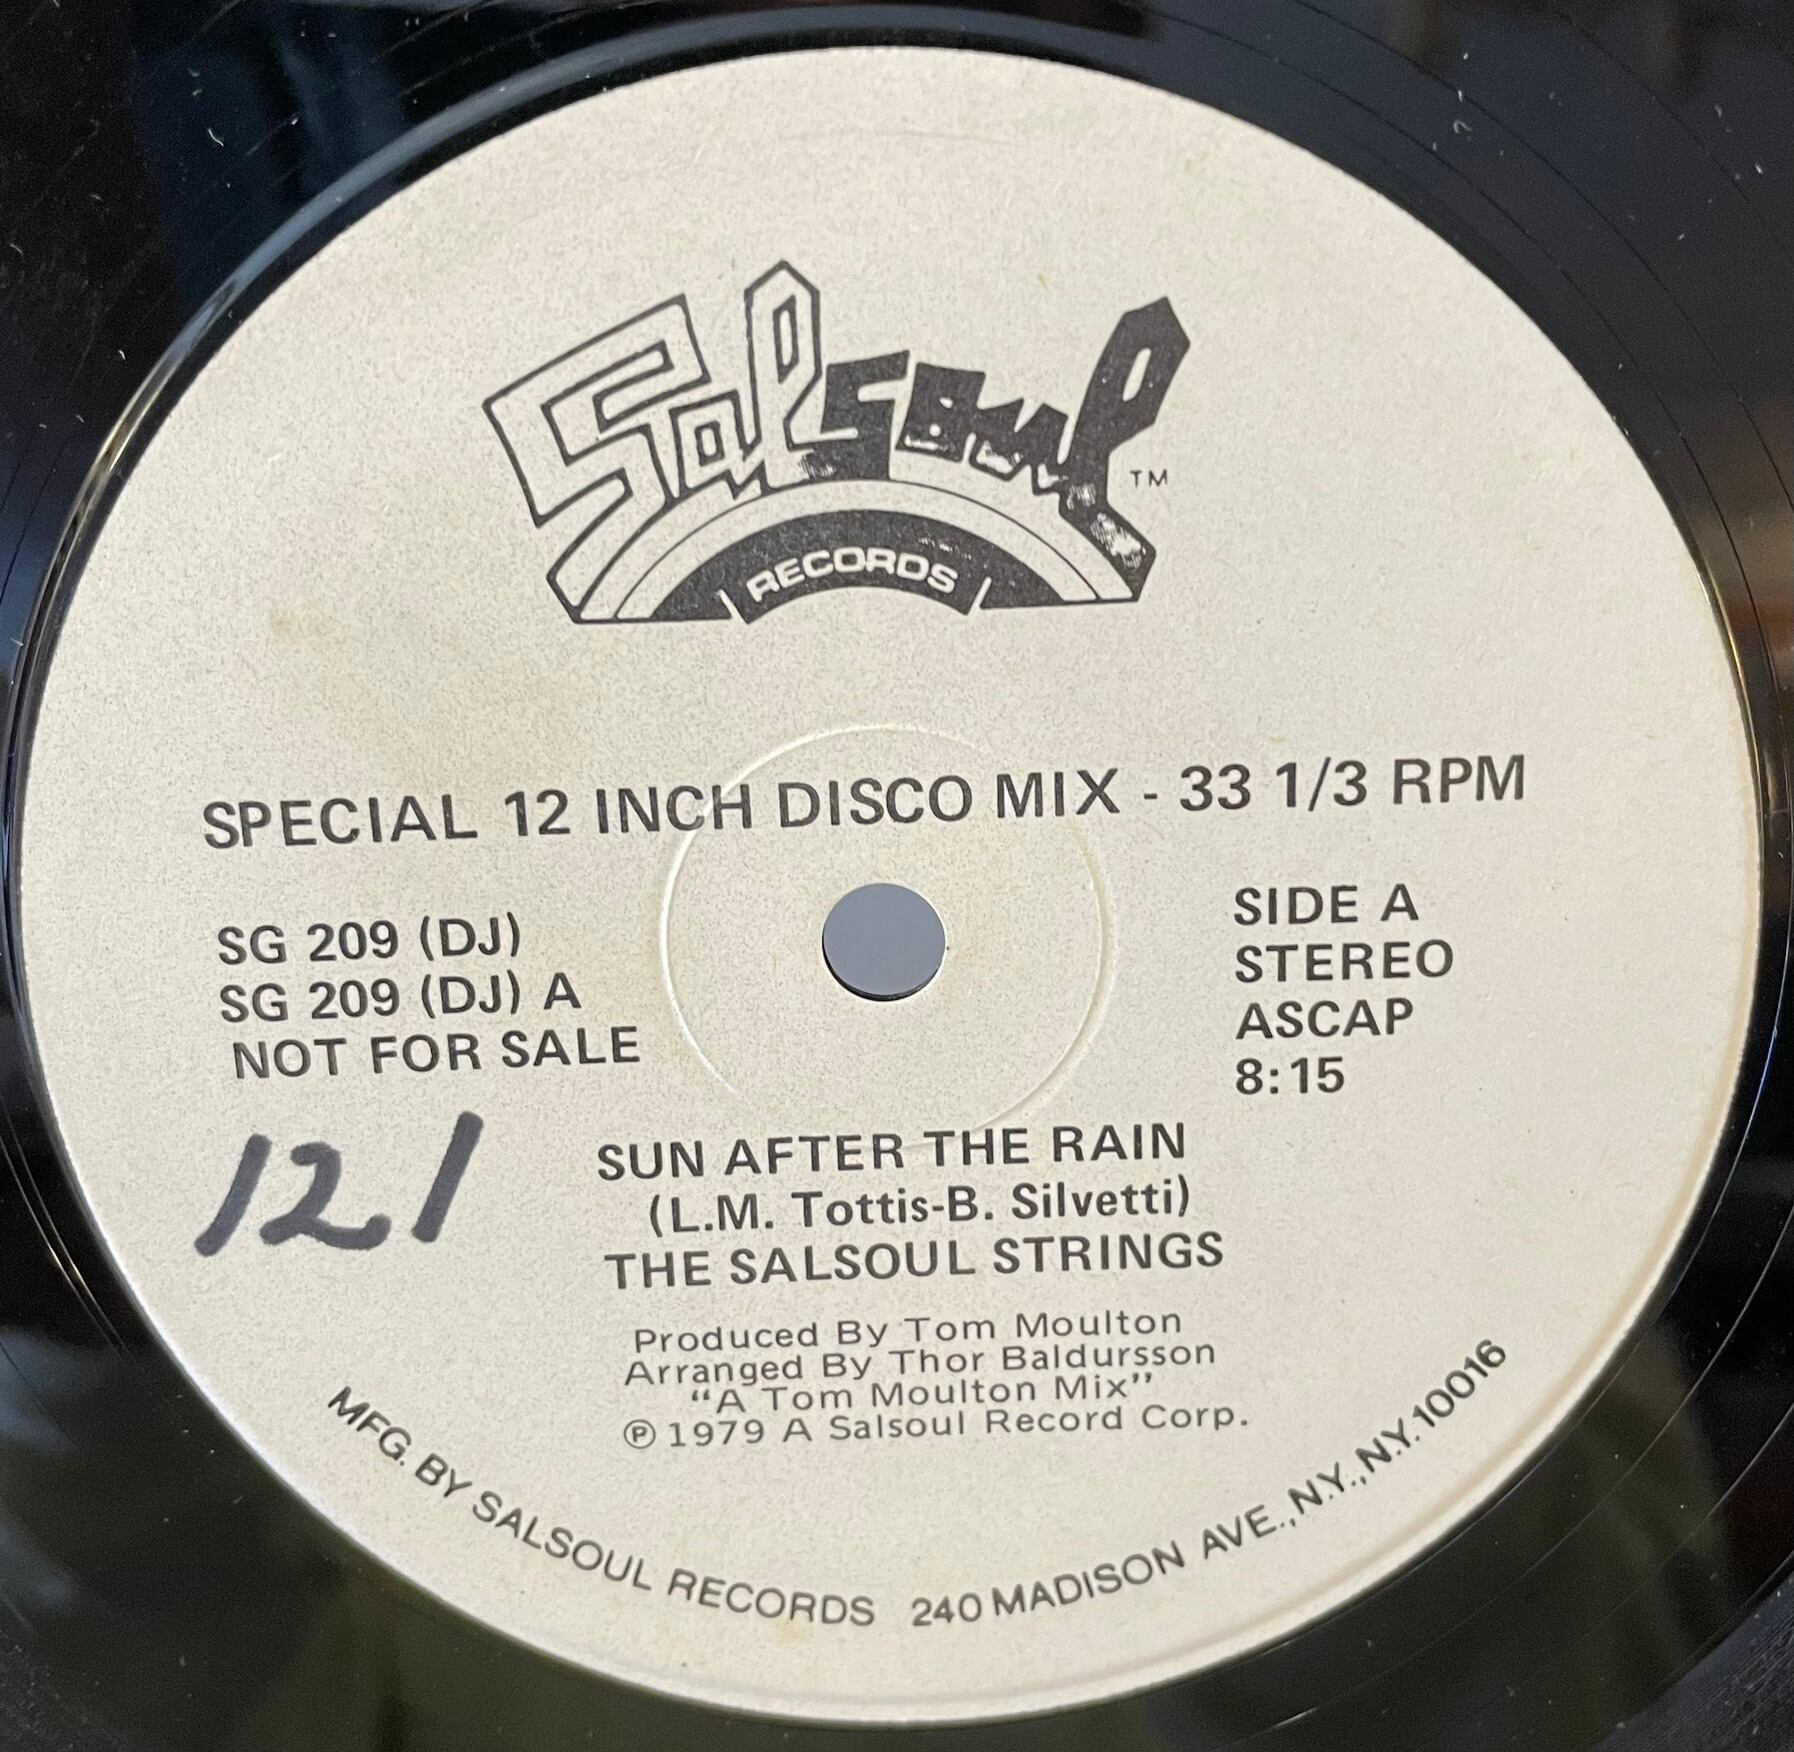 Salsoul
TM
RECORDS
SPECIAL 12 INCH DISCO MIX - 33 1/3 RPM
SG 209 (DJ)
SG 209 (DJ) A
NOT FOR SALE
SIDE A
STEREO
ASCAP
8:15
121
SUN AFTER THE RAIN
(L.M. Tottis-B. Silvetti)
THE SALSOUL STRINGS
Produced By Tom Moulton
Arranged By Thor Baldursson
"A Tom Moulton Mix"
℗ 1979 A Salsoul Record Corp.
MFG. BY SALSOUL RECORDS 240 MADISON AVE., N.Y., N.Y. 10016